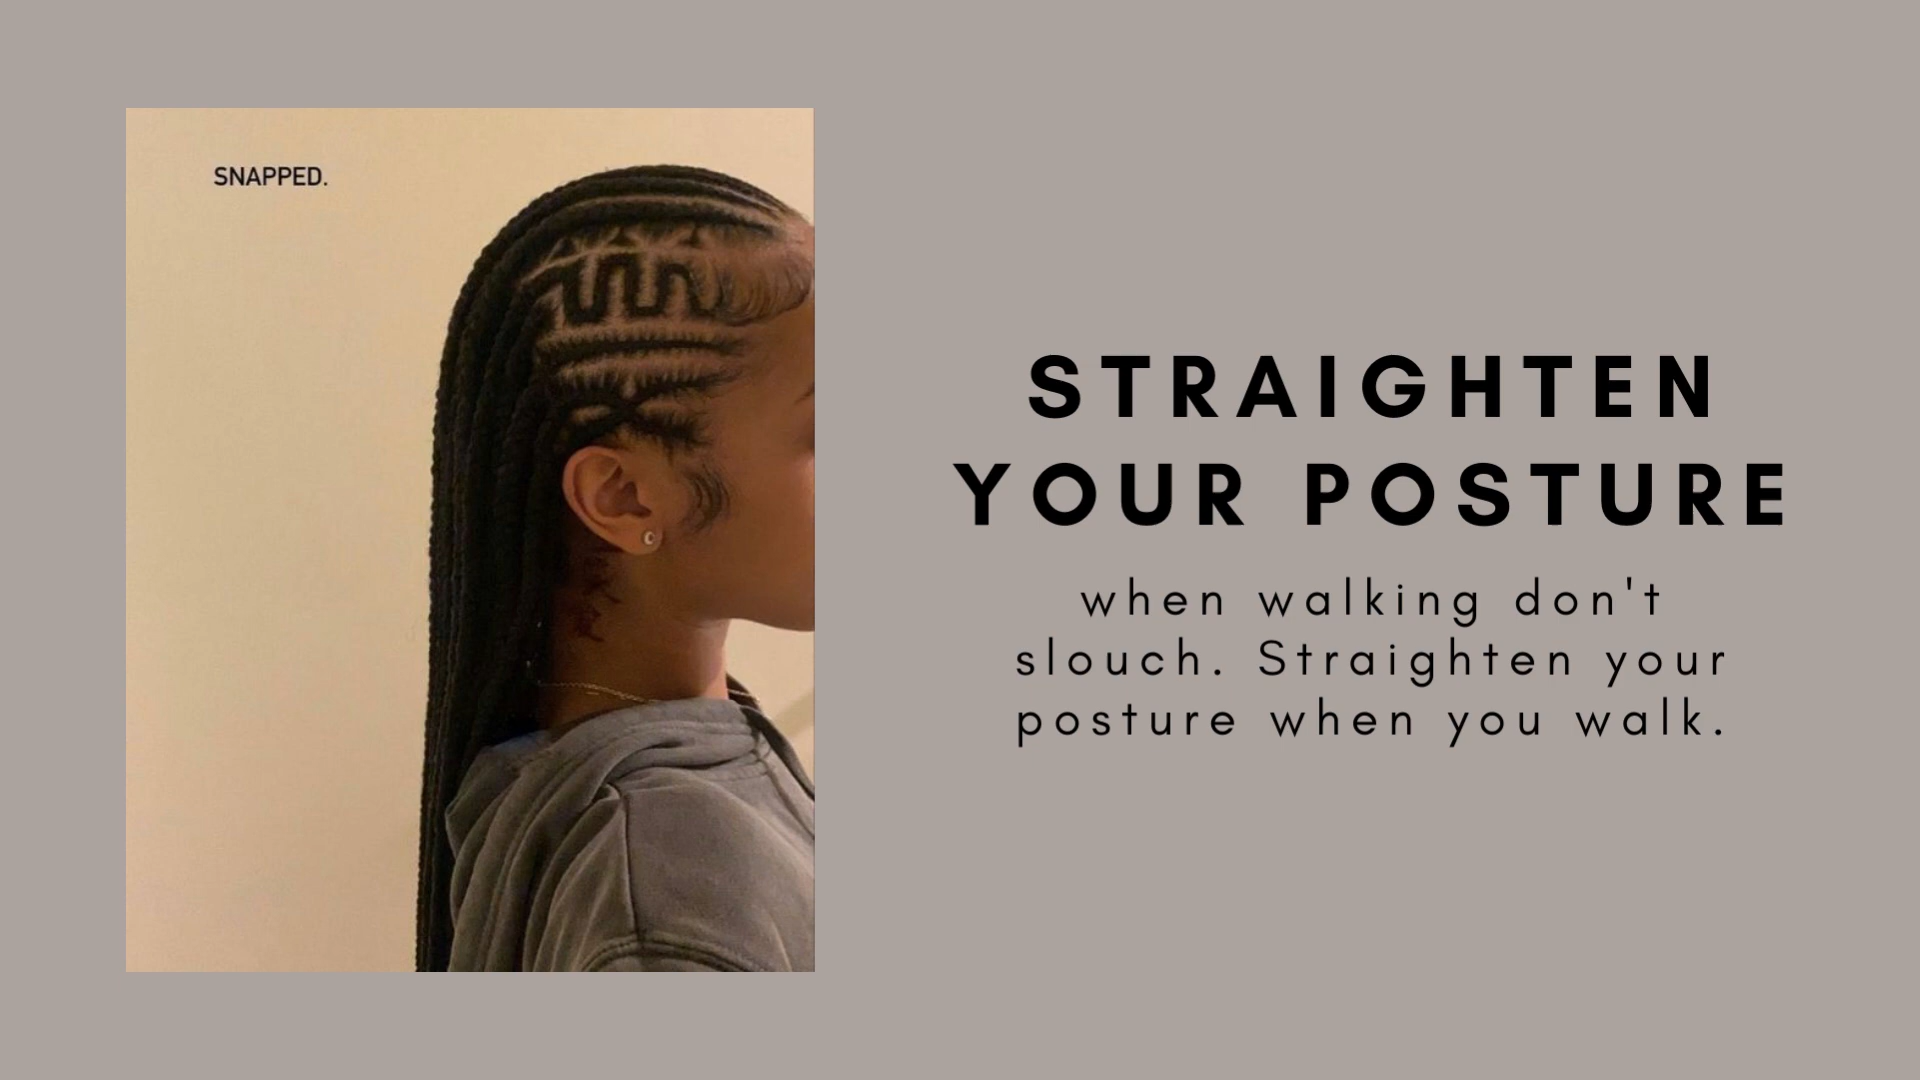 SNAPPED.
STRAIGHTEN
YOUR POSTURE
when walking don't
slouch. Straighten your
posture when you walk.